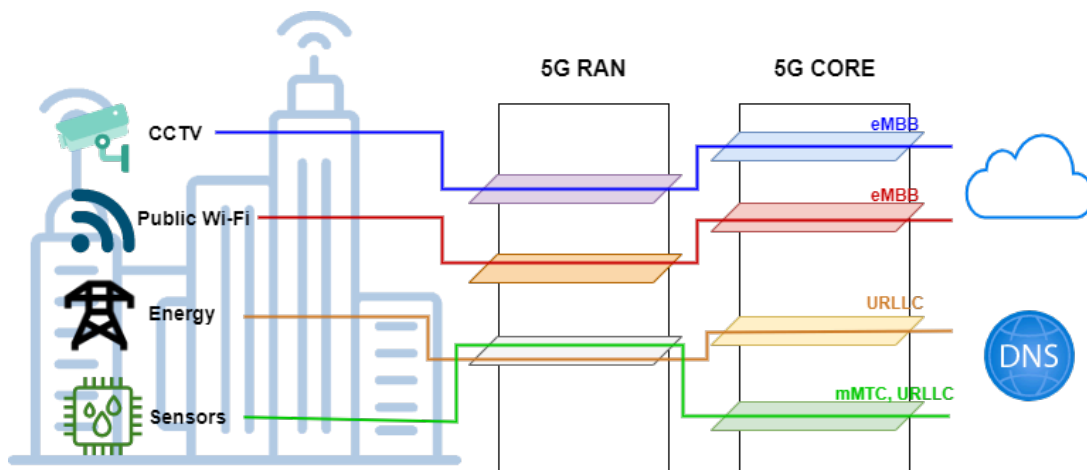 5G RAN
5G CORE
CCTV
eMBB
Public Wi-Fi
eMBB
Energy
URLLC
DNS
Sensors
mMTC, URLLC